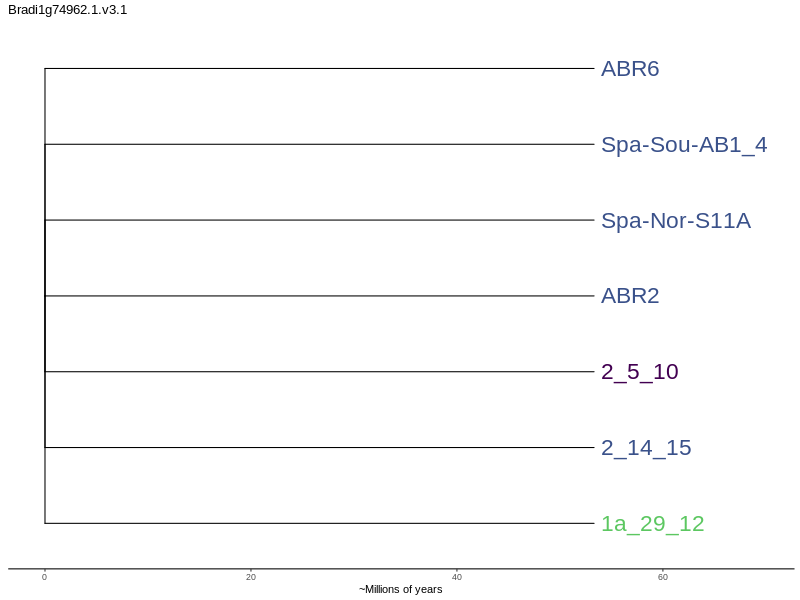 Bradi1g74962.1.v3.1
ABR6
Spa-Sou-AB1_4
Spa-Nor-S11A
ABR2
2_5_10
2_14_15
1a_29_12
0 20 40 60
~Millions of years